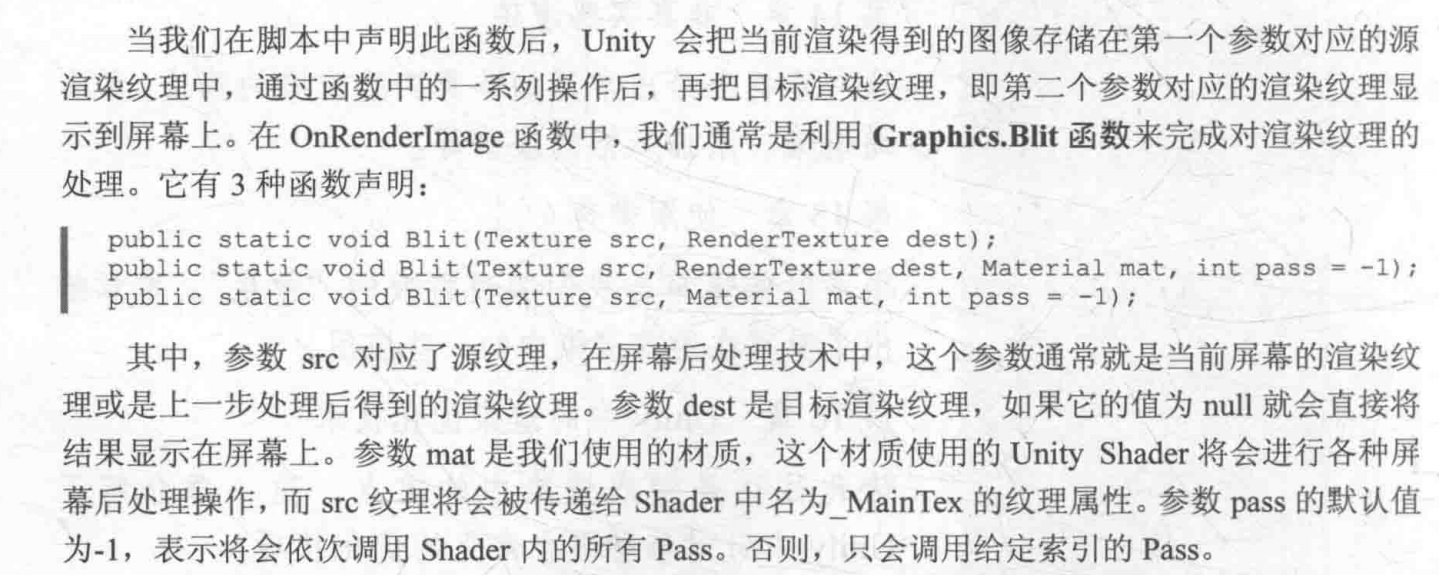 当我们在脚本中声明此函数后，Unity 会把当前渲染得到的图像存储在第一个参数对应的源
渲染纹理中，通过函数中的一系列操作后，再把目标渲染纹理，即第二个参数对应的渲染纹理显
示到屏幕上。在 OnRenderImage 函数中，我们通常是利用 Graphics.Blit 函数来完成对渲染纹理的
处理。它有 3 种函数声明：
public static void Blit(Texture src, RenderTexture dest);
public static void Blit(Texture src, RenderTexture dest, Material mat, int pass = -1);
public static void Blit(Texture src, Material mat, int pass = -1);
其中，参数 src 对应了源纹理，在屏幕后处理技术中，这个参数通常就是当前屏幕的渲染纹
理或是上一步处理后得到的渲染纹理。参数 dest 是目标渲染纹理，如果它的值为 null 就会直接将
结果显示在屏幕上。参数 mat 是我们使用的材质，这个材质使用的 Unity Shader 将会进行各种屏
幕后处理操作，而 src 纹理将会被传递给 Shader 中名为_MainTex 的纹理属性。参数 pass 的默认值
为-1，表示将会依次调用 Shader 内的所有 Pass。否则，只会调用给定索引的 Pass。